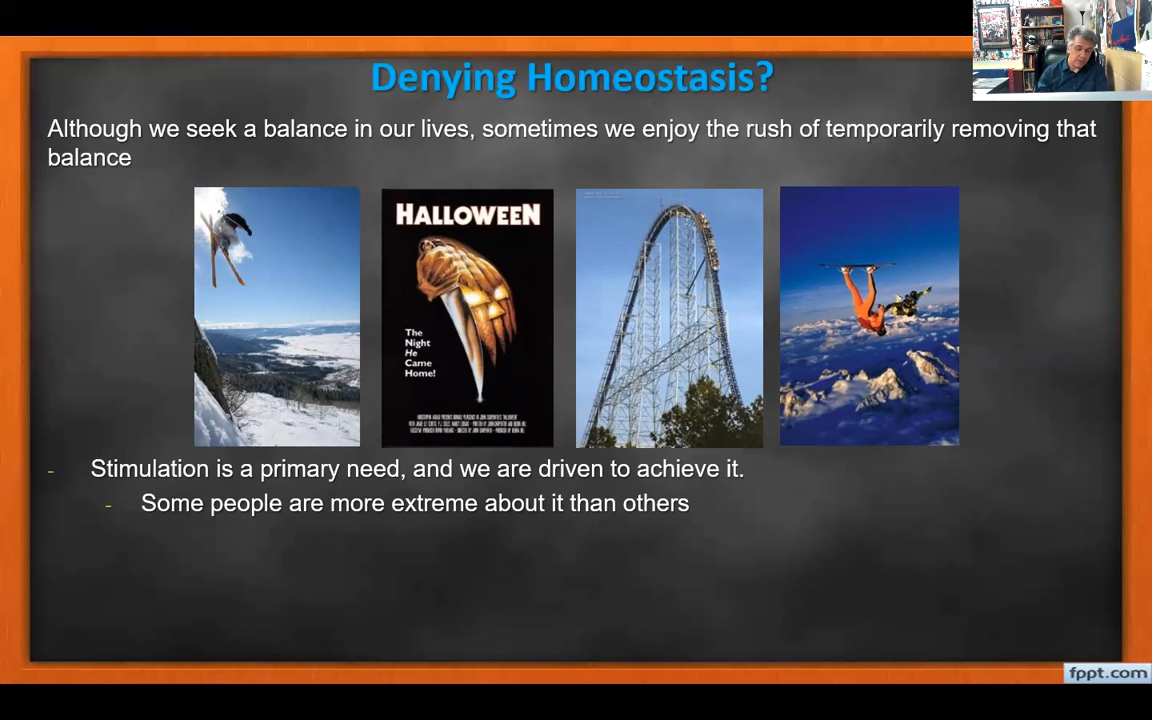 Denying Homeostasis?
Although we seek a balance in our lives, sometimes we enjoy the rush of temporarily removing that
balance
HALLOWEEN
The
Night
He
Came
Home!
- Stimulation is a primary need, and we are driven to achieve it.
- Some people are more extreme about it than others
fppt.com